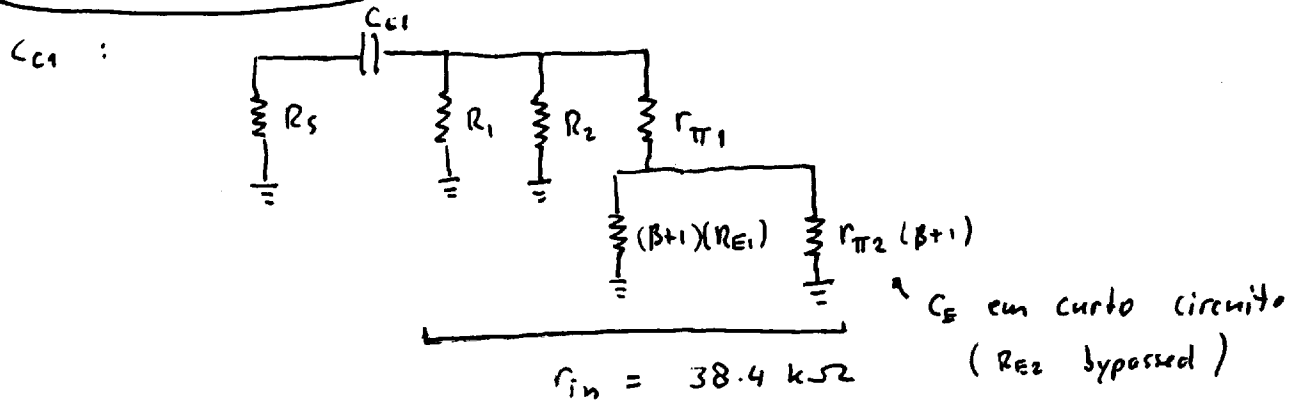 C_C1 :
C_C1
R_S
R_1
R_2
r_π1
(β+1)(R_E1)
r_π2 (β+1)
C_E em curto circuito
(R_E2 bypassed)
r_in = 38.4 kΩ